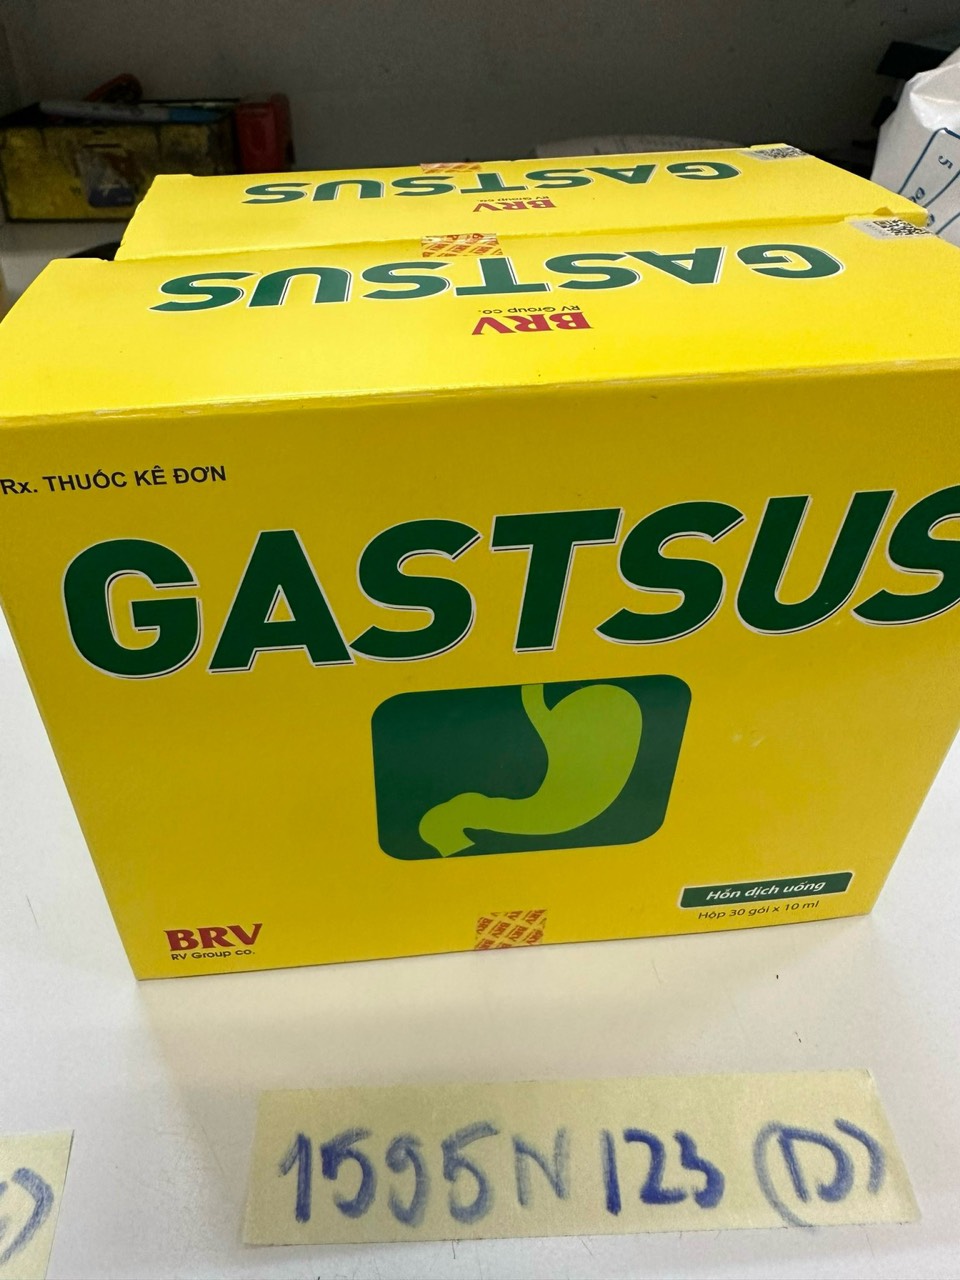 GASTSUS
BRV
RV Group co.
GASTSUS
BRV
RV Group co.
Rx. THUỐC KÊ ĐƠN
GASTSUS
Hỗn dịch uống
Hộp 30 gói x 10 ml
BRV
RV Group co.
1595N123 (D)